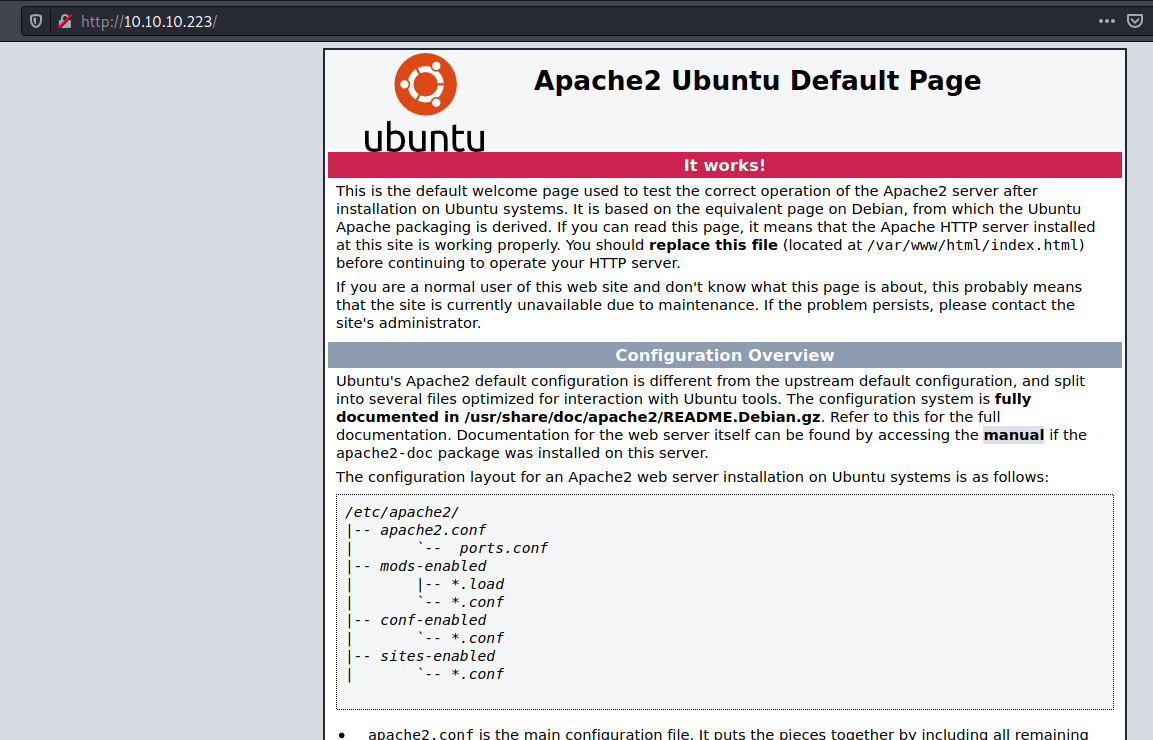 http://10.10.10.223/
ubuntu
Apache2 Ubuntu Default Page
It works!
This is the default welcome page used to test the correct operation of the Apache2 server after
installation on Ubuntu systems. It is based on the equivalent page on Debian, from which the Ubuntu
Apache packaging is derived. If you can read this page, it means that the Apache HTTP server installed
at this site is working properly. You should replace this file (located at /var/www/html/index.html)
before continuing to operate your HTTP server.
If you are a normal user of this web site and don't know what this page is about, this probably means
that the site is currently unavailable due to maintenance. If the problem persists, please contact the
site's administrator.
Configuration Overview
Ubuntu's Apache2 default configuration is different from the upstream default configuration, and split
into several files optimized for interaction with Ubuntu tools. The configuration system is fully
documented in /usr/share/doc/apache2/README.Debian.gz. Refer to this for the full
documentation. Documentation for the web server itself can be found by accessing the manual if the
apache2-doc package was installed on this server.
The configuration layout for an Apache2 web server installation on Ubuntu systems is as follows:
/etc/apache2/
|-- apache2.conf
|       `--  ports.conf
|-- mods-enabled
|       |-- *.load
|       `-- *.conf
|-- conf-enabled
|       `-- *.conf
|-- sites-enabled
|       `-- *.conf
• apache2.conf is the main configuration file. It puts the pieces together by including all remaining